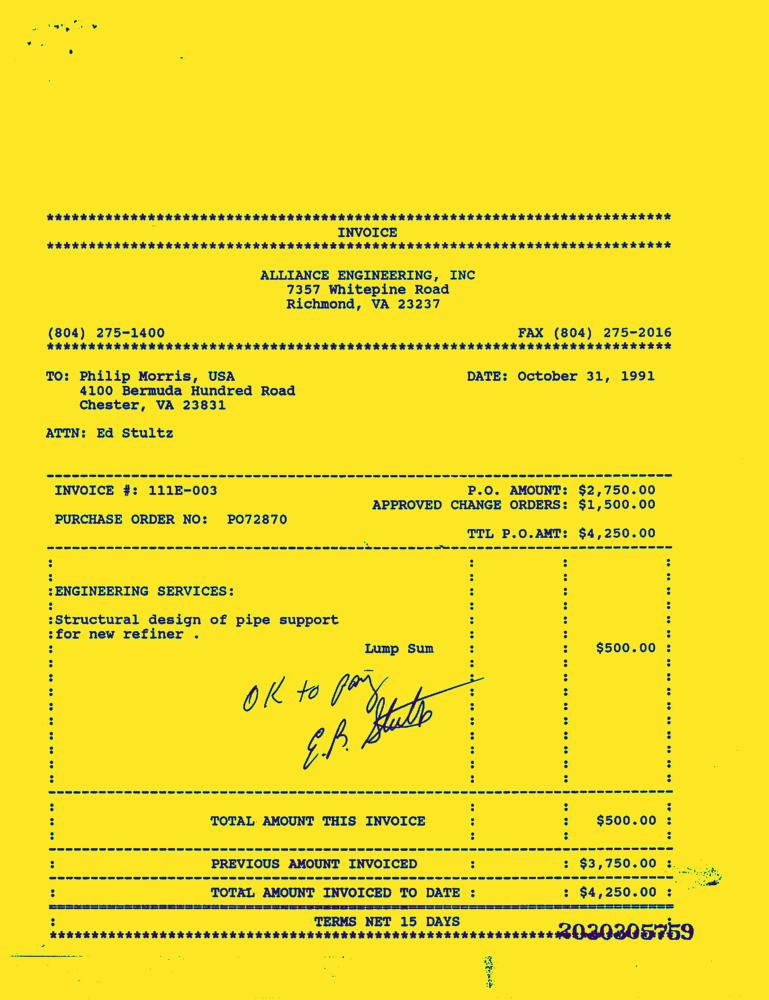 ************************************************************************
INVOICE
************************************************************************
ALLIANCE ENGINEERING, INC
7357 Whitepine Road
Richmond, VA 23237
(804) 275-1400 FAX (804) 275-2016
************************************************************************
TO: Philip Morris, USA DATE: October 31, 1991
4100 Bermuda Hundred Road
Chester, VA 23831
ATTN: Ed Stultz
INVOICE #: 111E-003 P.O. AMOUNT: $2,750.00
APPROVED CHANGE ORDERS: $1,500.00
PURCHASE ORDER NO: PO72870
TTL P.O.AMT: $4,250.00
:ENGINEERING SERVICES:
:Structural design of pipe support
:for new refiner .
Lump Sum $500.00
OK to pay
E.B. Stultz
TOTAL AMOUNT THIS INVOICE : : $500.00 :
: PREVIOUS AMOUNT INVOICED : : $3,750.00 :
: TOTAL AMOUNT INVOICED TO DATE : : $4,250.00 :
: TERMS NET 15 DAYS
2030305759